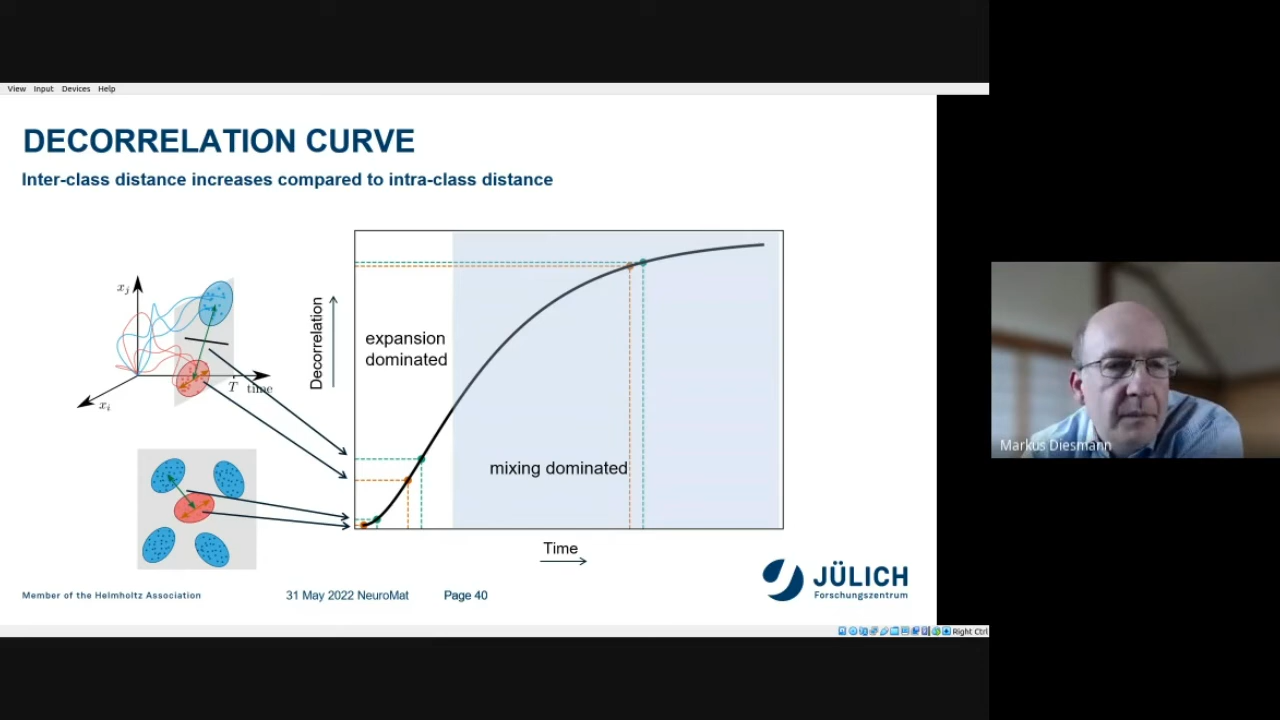 View Input Devices Help
DECORRELATION CURVE
Inter-class distance increases compared to intra-class distance
x_j
T time
x_i
Decorrelation
expansion
dominated
mixing dominated
Time
Member of the Helmholtz Association
31 May 2022 NeuroMat
Page 40
JÜLICH
Forschungszentrum
Right Ctrl
Markus Diesmann